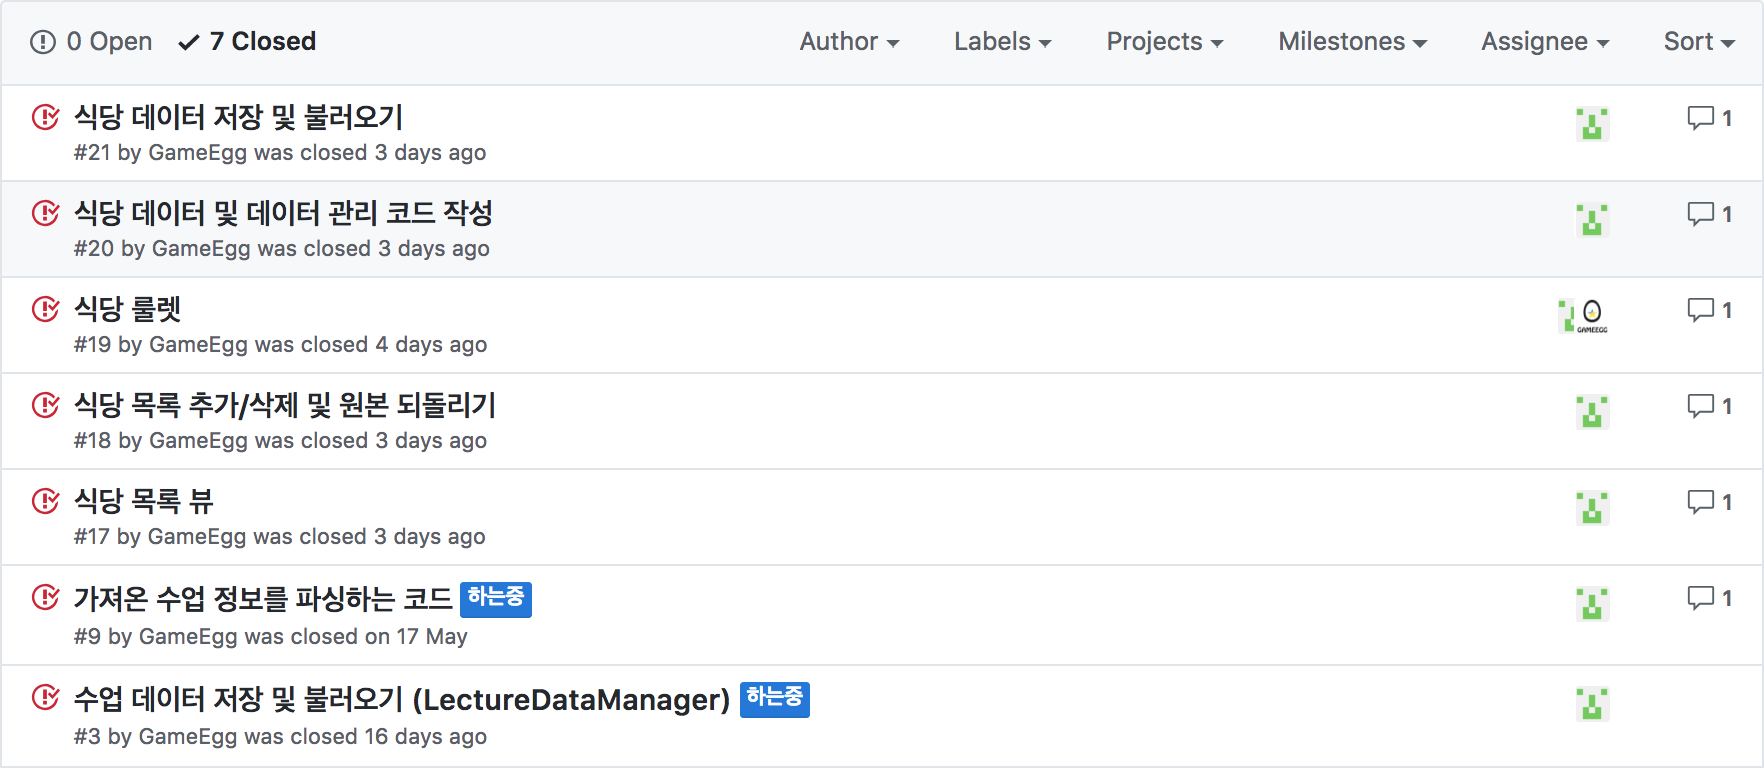 0 Open 7 Closed Author Labels Projects Milestones Assignee Sort
식당 데이터 저장 및 불러오기 1
#21 by GameEgg was closed 3 days ago
식당 데이터 및 데이터 관리 코드 작성 1
#20 by GameEgg was closed 3 days ago
식당 룰렛 1
GAMEEGG
#19 by GameEgg was closed 4 days ago
식당 목록 추가/삭제 및 원본 되돌리기 1
#18 by GameEgg was closed 3 days ago
식당 목록 뷰 1
#17 by GameEgg was closed 3 days ago
가져온 수업 정보를 파싱하는 코드 하는중 1
#9 by GameEgg was closed on 17 May
수업 데이터 저장 및 불러오기 (LectureDataManager) 하는중
#3 by GameEgg was closed 16 days ago